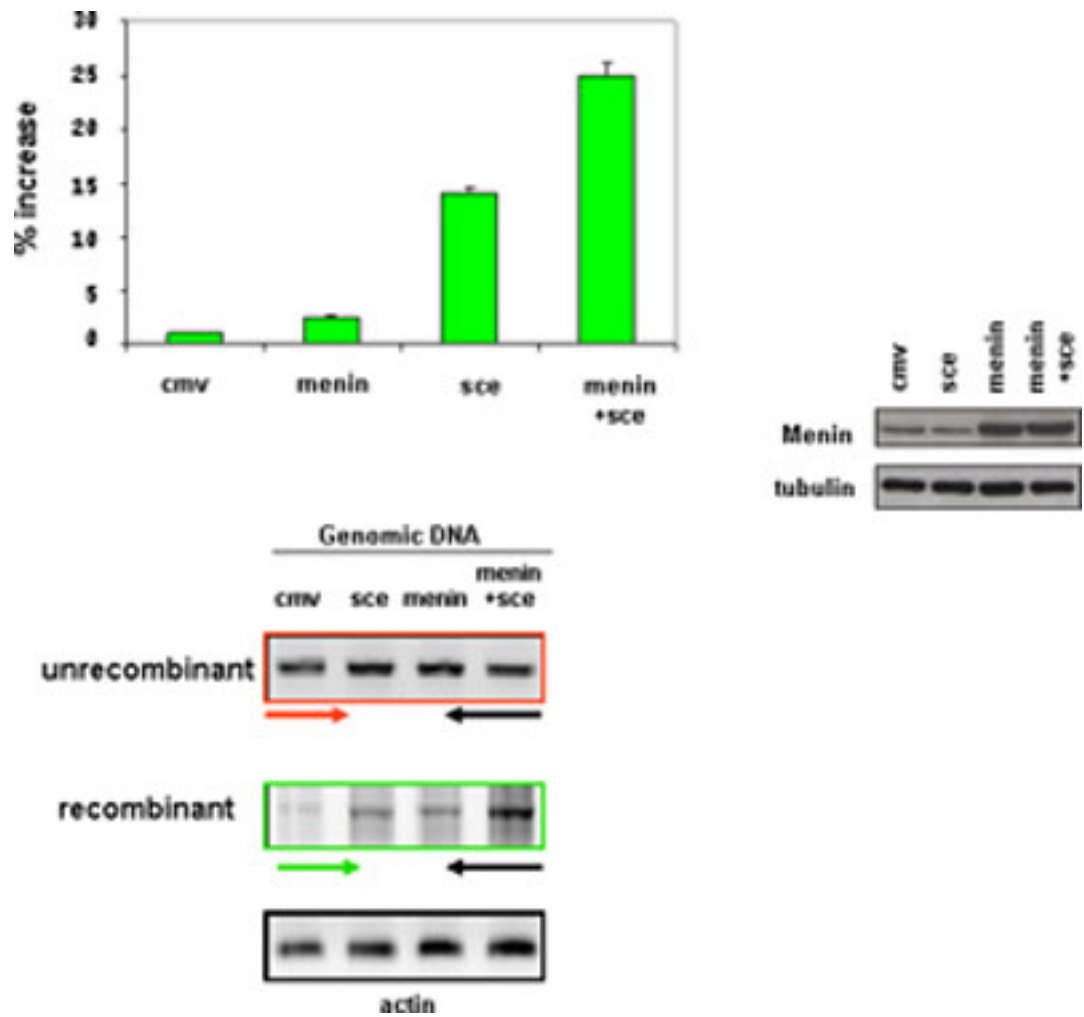 30
25
20
15
10
5
0
% increase
cmv
menin
sce
menin
+sce
cmv
sce
menin
menin
+sce
Menin
tubulin
Genomic DNA
cmv
sce
menin
menin
+sce
unrecombinant
recombinant
actin